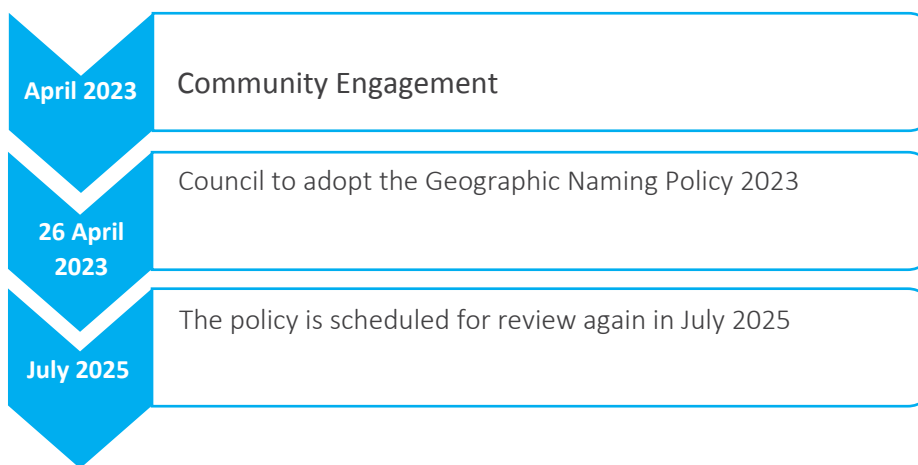 April 2023
Community Engagement
26 April
2023
Council to adopt the Geographic Naming Policy 2023
July 2025
The policy is scheduled for review again in July 2025